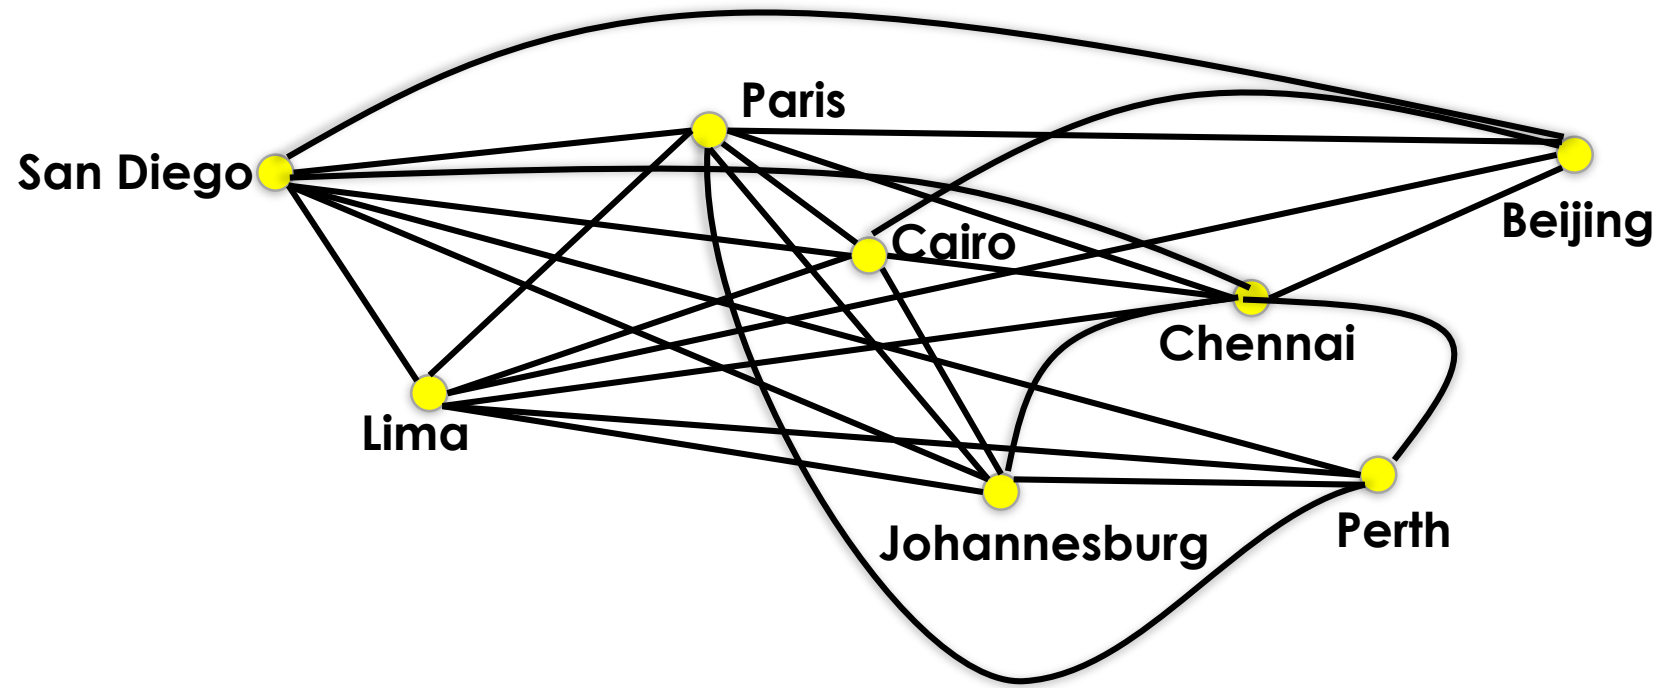 Paris
San Diego
Beijing
Cairo
Chennai
Lima
Johannesburg
Perth